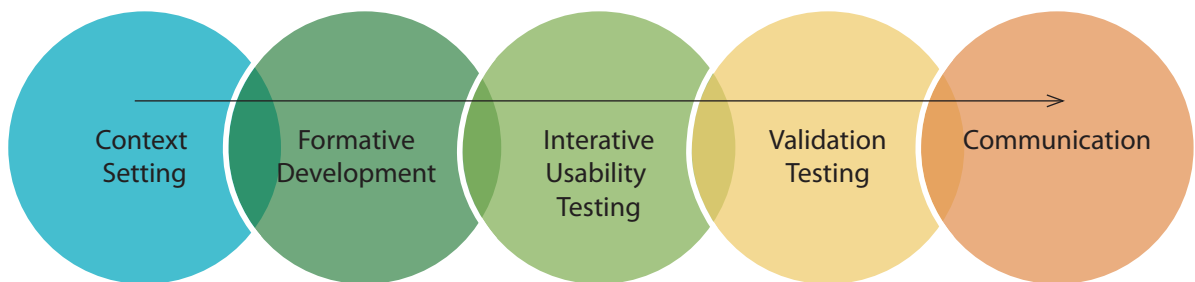 Context
Setting
Formative
Development
Interative
Usability
Testing
Validation
Testing
Communication